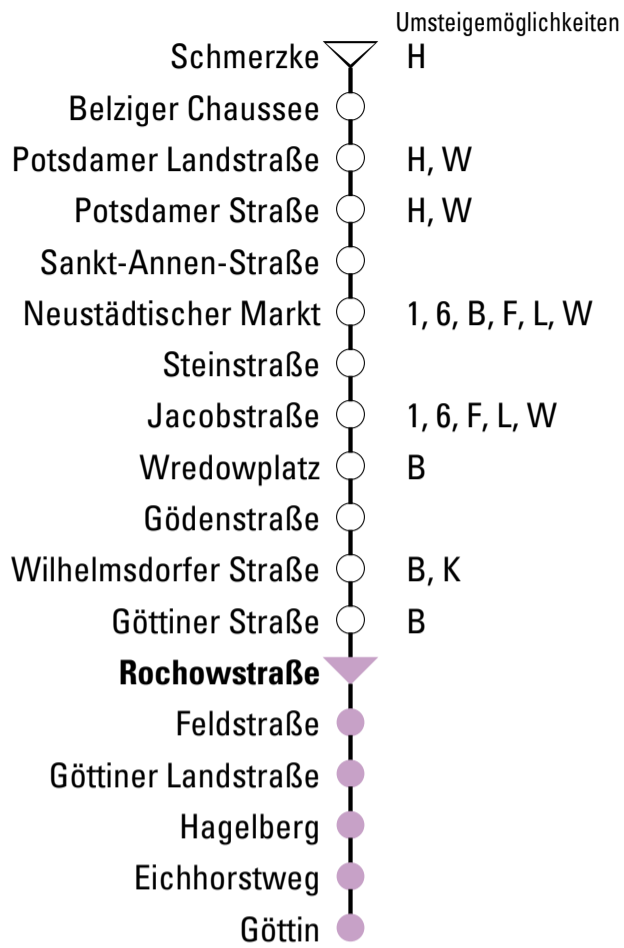 Umsteigemöglichkeiten
Schmerzke H
Belziger Chaussee
Potsdamer Landstraße H, W
Potsdamer Straße H, W
Sankt-Annen-Straße
Neustädtischer Markt 1, 6, B, F, L, W
Steinstraße
Jacobstraße 1, 6, F, L, W
Wredowplatz B
Gödenstraße
Wilhelmsdorfer Straße B, K
Göttiner Straße B
Rochowstraße
Feldstraße
Göttiner Landstraße
Hagelberg
Eichhorstweg
Göttin